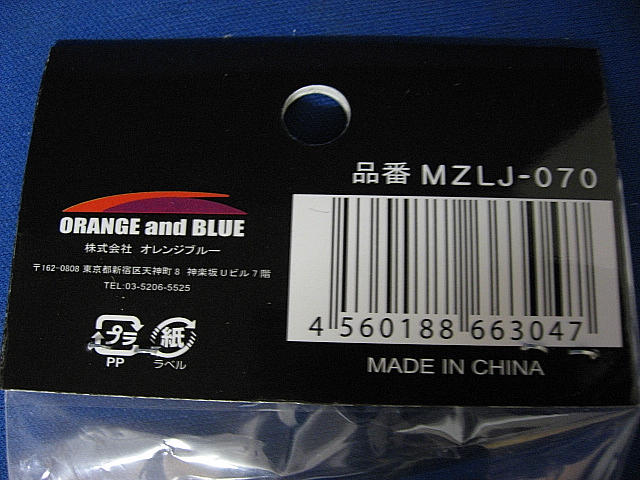 品番 MZLJ-070
ORANGE and BLUE
株式会社 オレンジブルー
〒162-0808 東京都新宿区天神町8 神楽坂Uビル7階
TEL:03-5206-5525
4 560188 663047
プラ 紙
PP ラベル
MADE IN CHINA